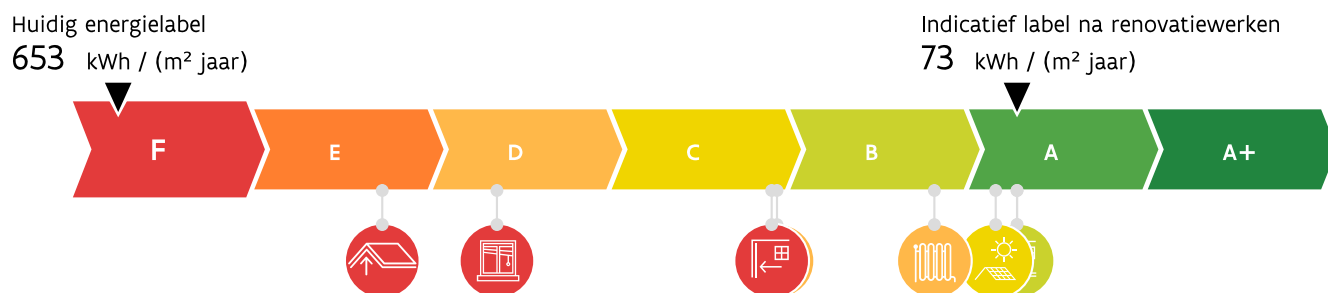 Huidig energielabel
653 kWh / (m² jaar)
Indicatief label na renovatiewerken
73 kWh / (m² jaar)
F E D C B A A+